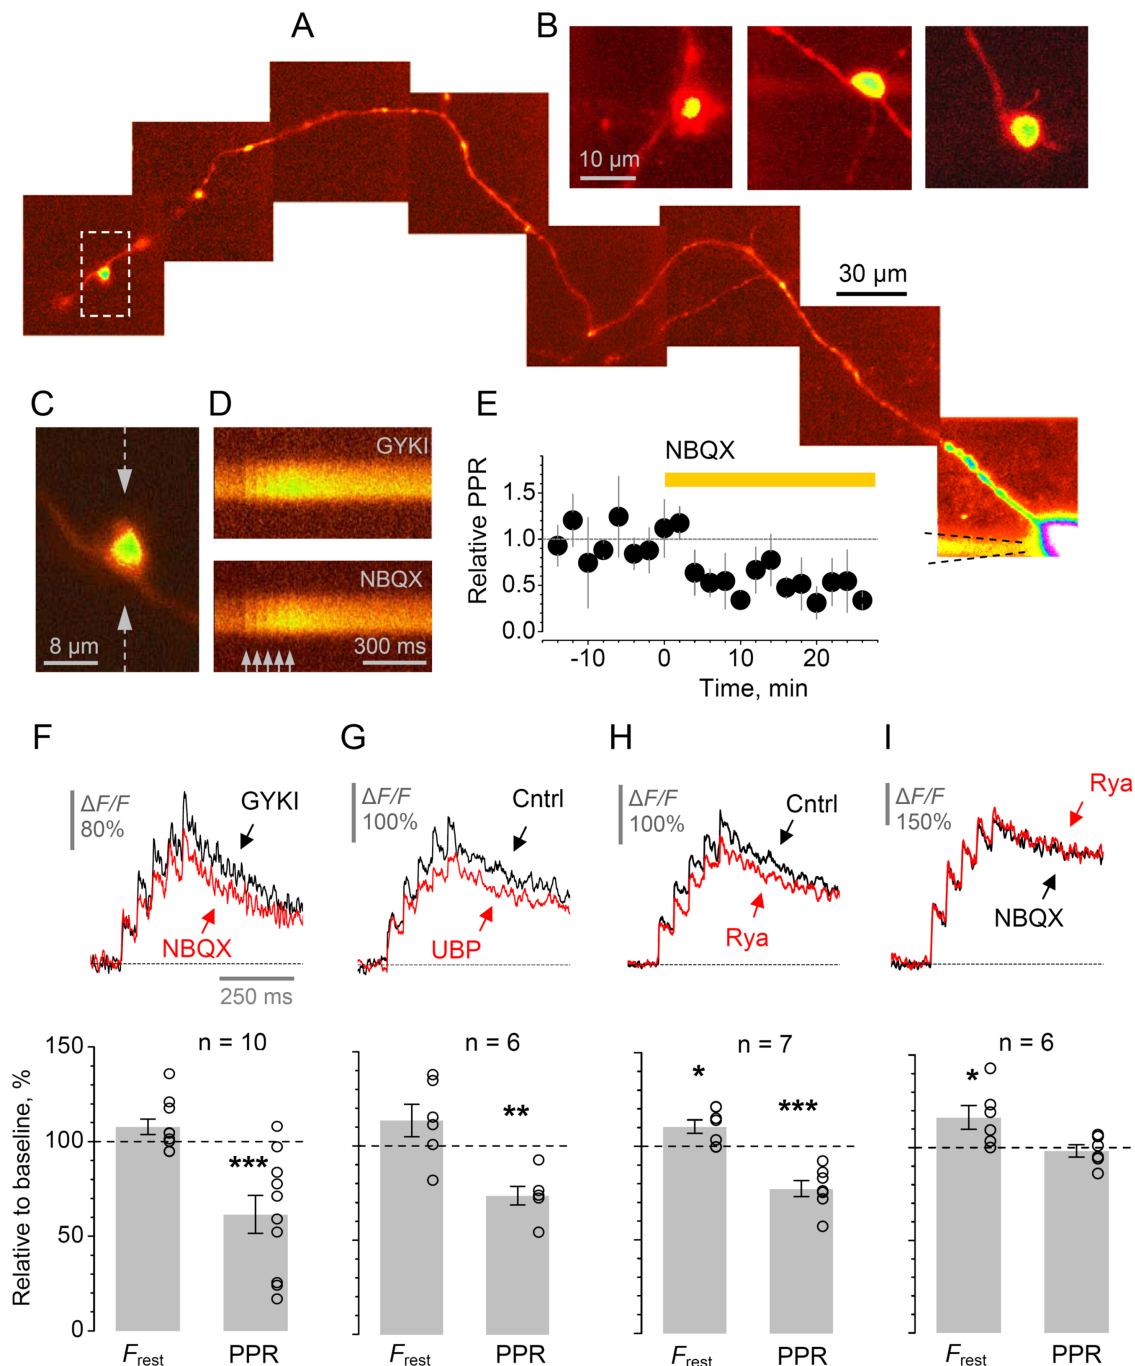 A
B
10 µm
30 µm
C
8 µm
D
GYKI
NBQX
300 ms
E
NBQX
Relative PPR
1.5
1.0
0.5
0.0
-10
0
10
20
Time, min
F
ΔF/F
80%
GYKI
NBQX
250 ms
G
ΔF/F
100%
Cntrl
UBP
H
ΔF/F
100%
Cntrl
Rya
I
ΔF/F
150%
Rya
NBQX
Relative to baseline, %
150
100
50
0
n = 10
***
Frest
PPR
n = 6
**
Frest
PPR
n = 7
*
***
Frest
PPR
n = 6
*
Frest
PPR